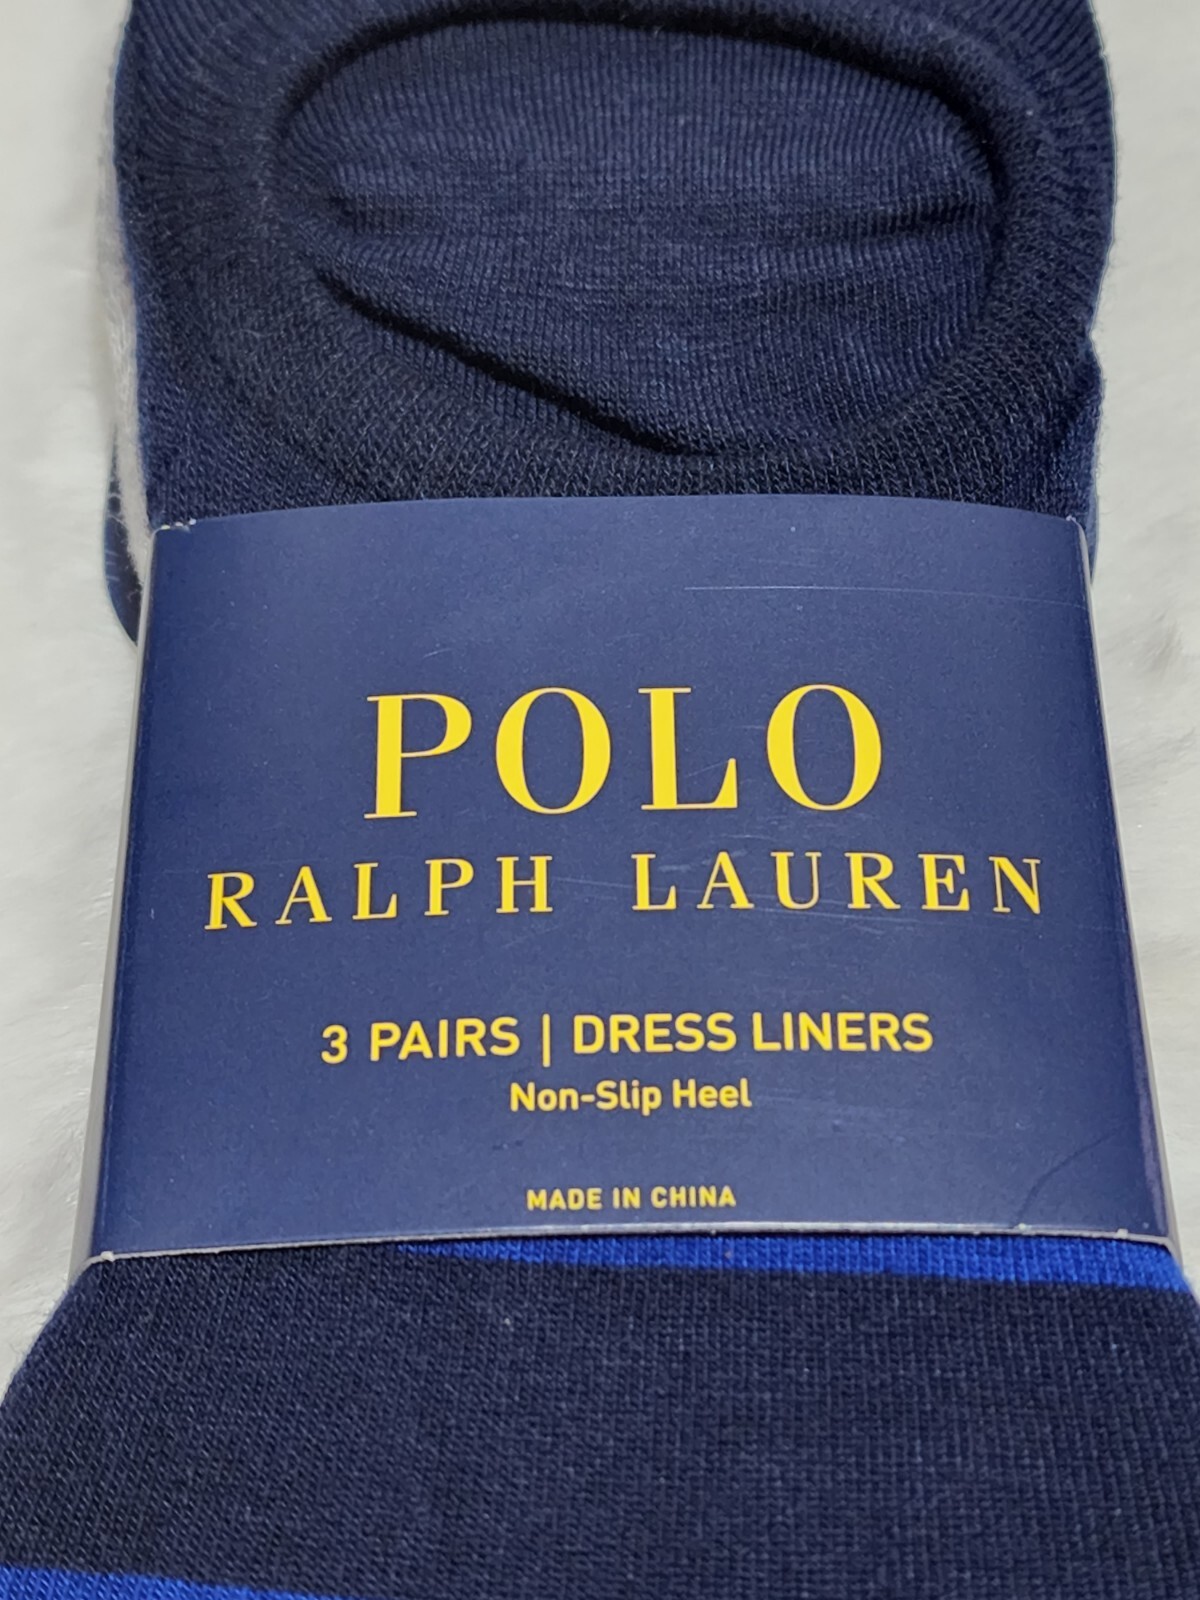 POLO
RALPH LAUREN
3 PAIRS | DRESS LINERS
Non-Slip Heel
MADE IN CHINA